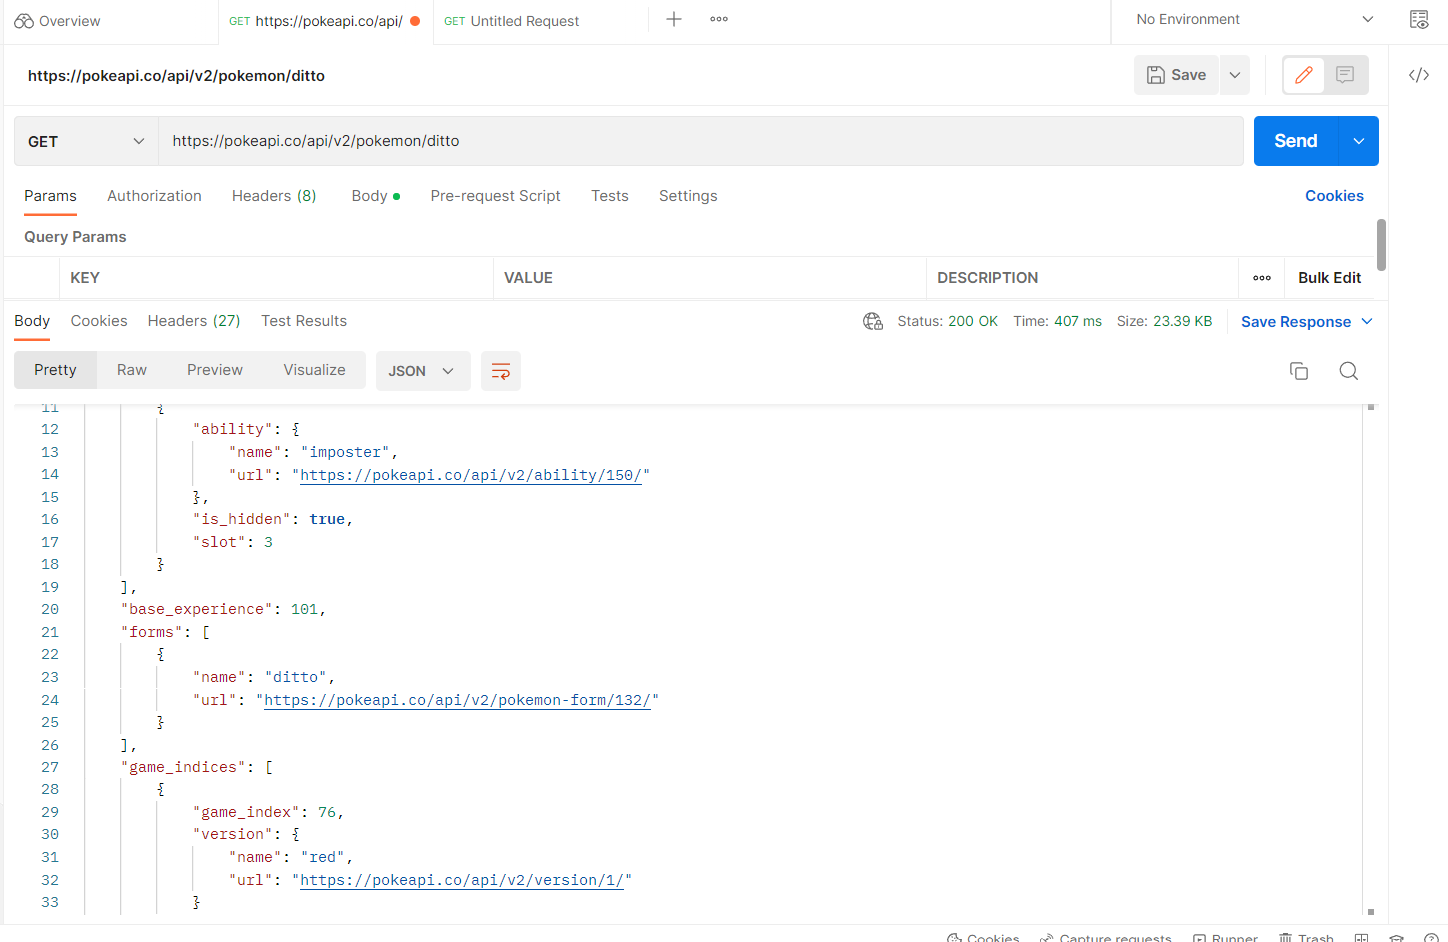 Overview
GET https://pokeapi.co/api/
GET Untitled Request
No Environment
https://pokeapi.co/api/v2/pokemon/ditto
Save
GET https://pokeapi.co/api/v2/pokemon/ditto Send
Params Authorization Headers (8) Body Pre-request Script Tests Settings Cookies
Query Params
KEY VALUE DESCRIPTION Bulk Edit
Body Cookies Headers (27) Test Results Status: 200 OK Time: 407 ms Size: 23.39 KB Save Response
Pretty Raw Preview Visualize JSON
11 {
12 "ability": {
13 "name": "imposter",
14 "url": "https://pokeapi.co/api/v2/ability/150/"
15 },
16 "is_hidden": true,
17 "slot": 3
18 }
19 ],
20 "base_experience": 101,
21 "forms": [
22 {
23 "name": "ditto",
24 "url": "https://pokeapi.co/api/v2/pokemon-form/132/"
25 }
26 ],
27 "game_indices": [
28 {
29 "game_index": 76,
30 "version": {
31 "name": "red",
32 "url": "https://pokeapi.co/api/v2/version/1/"
33 }
Cookies Capture requests Runner Trash